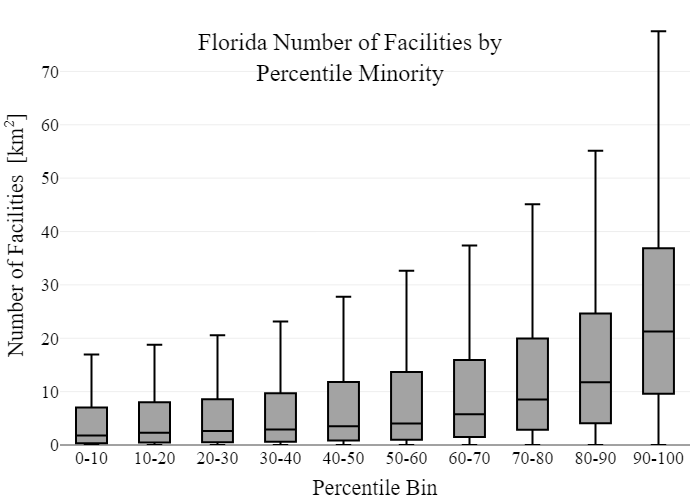 Florida Number of Facilities by
Percentile Minority
Number of Facilities [km²]
70
60
50
40
30
20
10
0
0-10 10-20 20-30 30-40 40-50 50-60 60-70 70-80 80-90 90-100
Percentile Bin